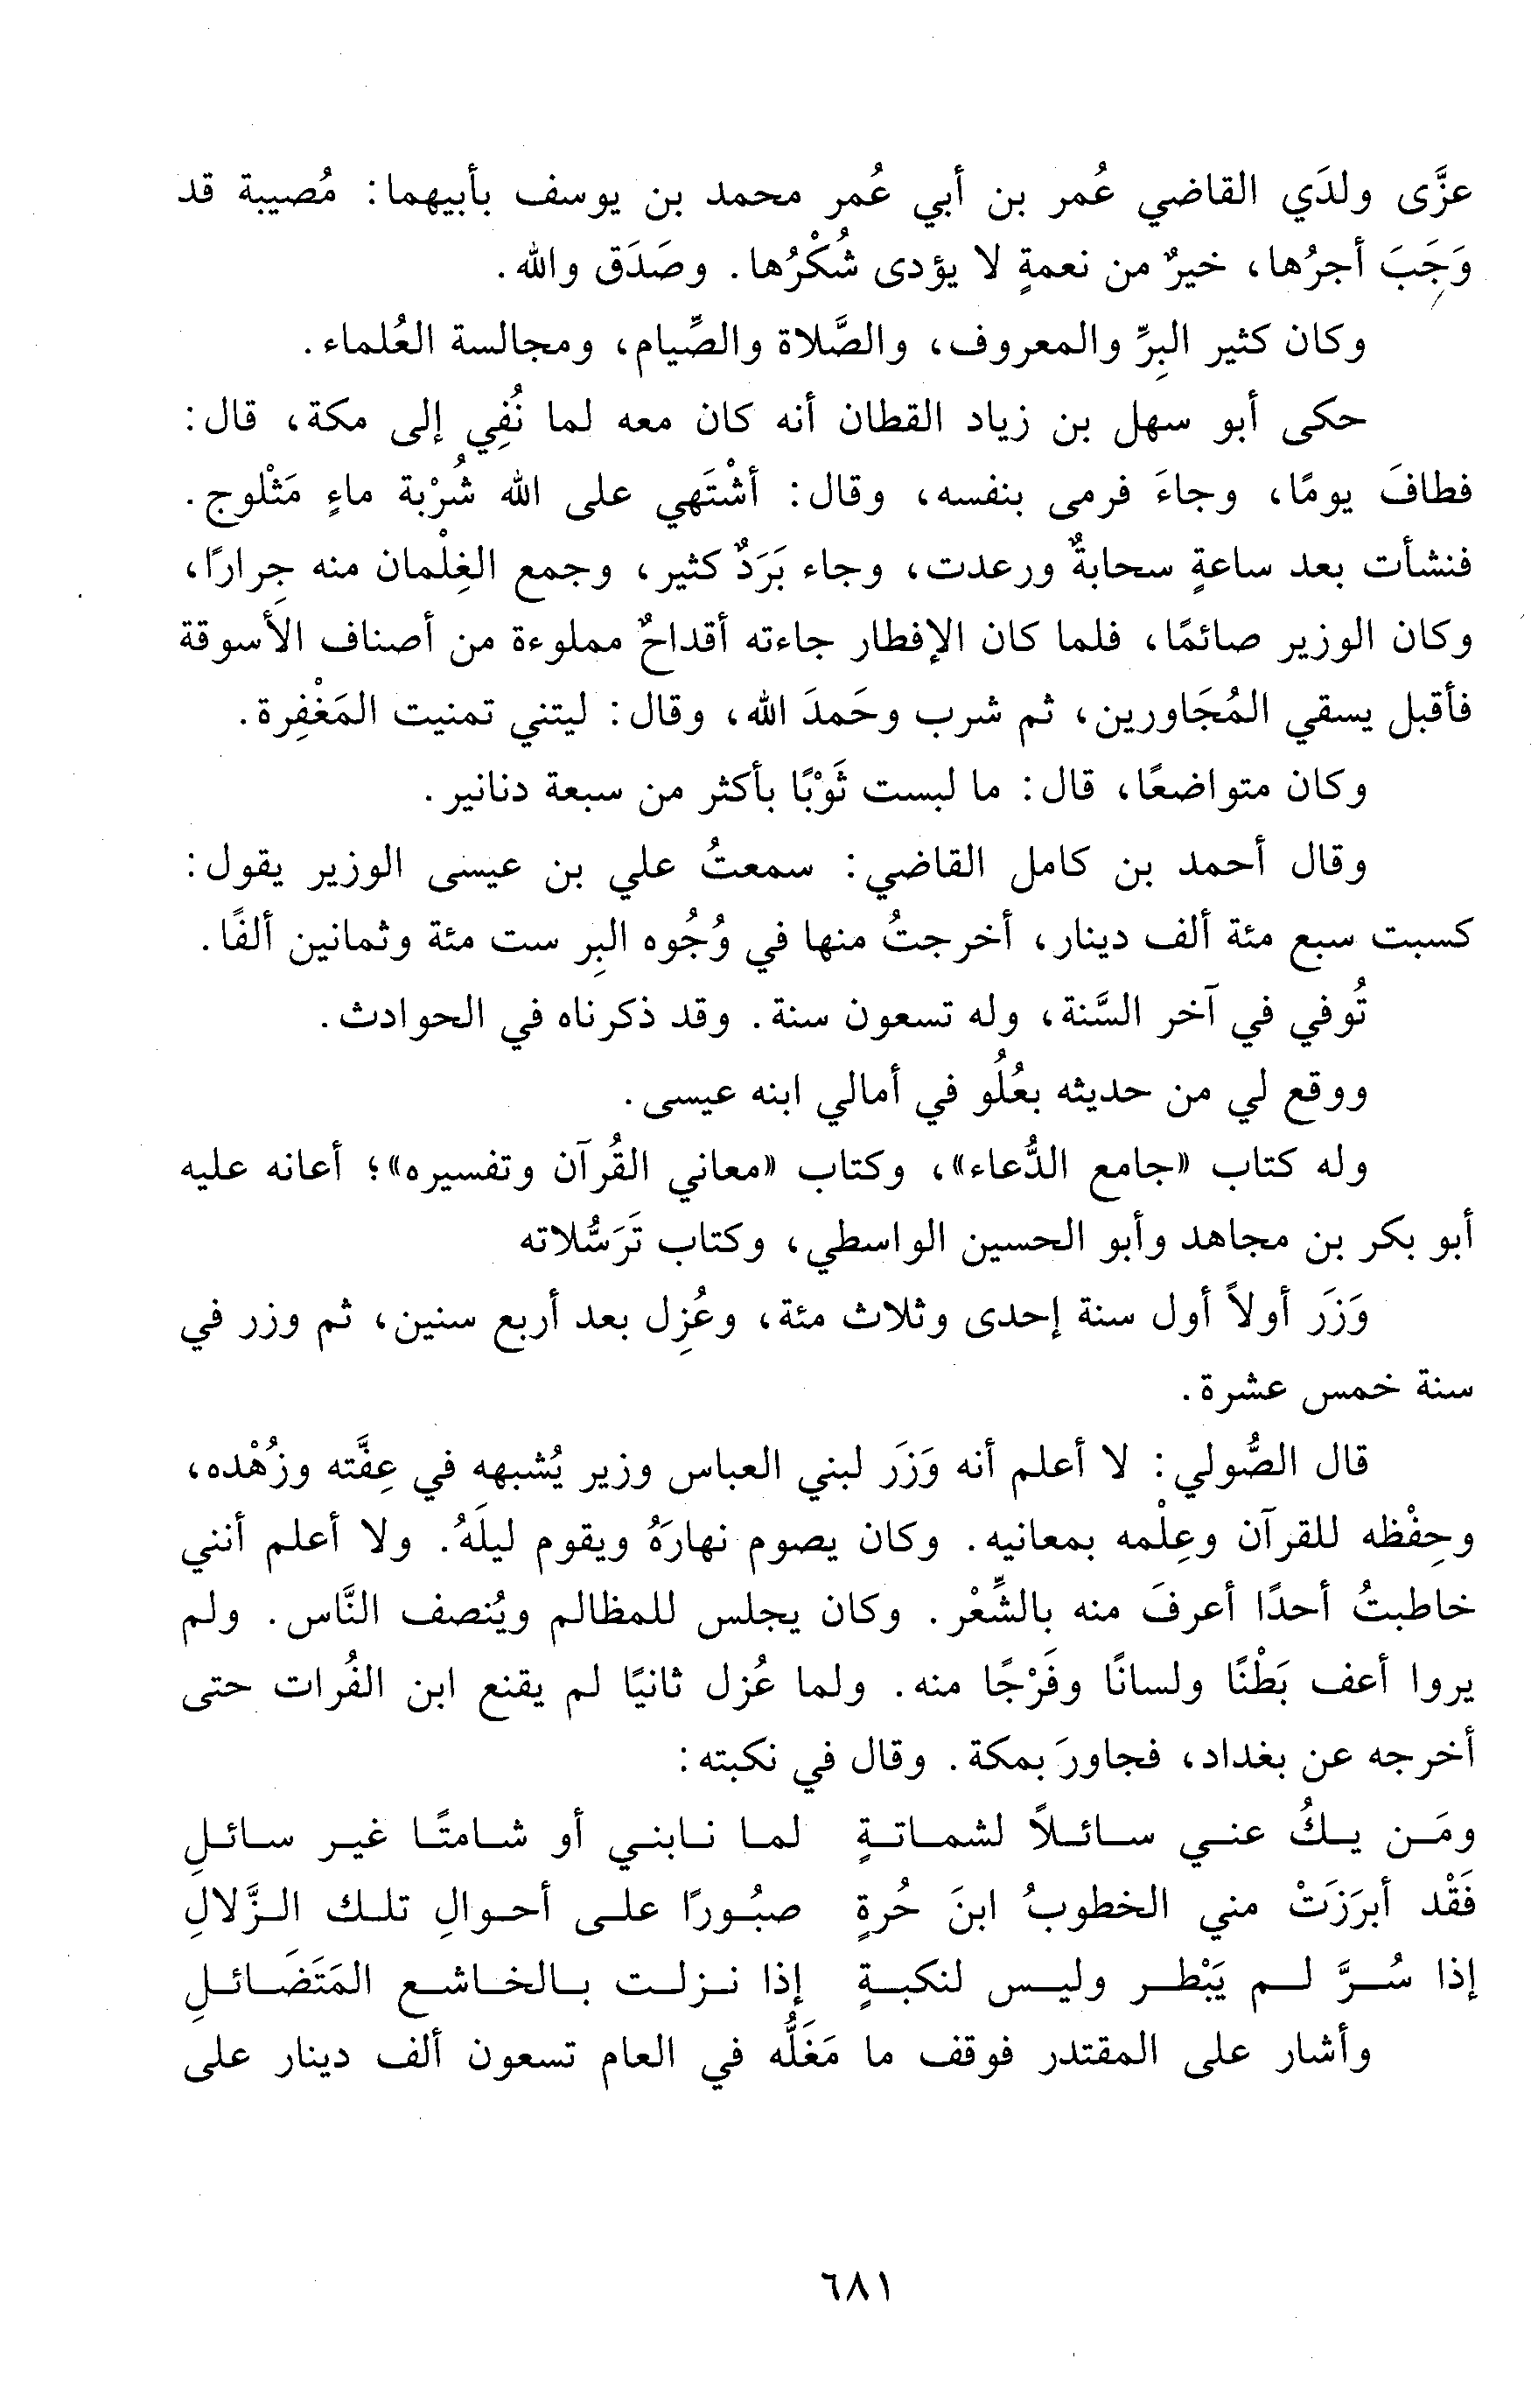 عزَّى ولدَي القاضي عُمر بن أبي عُمر محمد بن يوسف بأبيهما: مُصيبة قد
وَجَبَ أجرُها، خيرٌ من نعمةٍ لا يؤدى شُكْرُها. وصَدَق والله.
وكان كثير البِرِّ والمعروف، والصَّلاة والصِّيام، ومجالسة العُلماء.
حكى أبو سهل بن زياد القطان أنه كان معه لما نُفِي إلى مكة، قال:
فطافَ يومًا، وجاءَ فرمى بنفسه، وقال: أشْتَهي على الله شُرْبة ماءٍ مَثْلوج.
فنشأت بعد ساعةٍ سحابةٌ ورعدت، وجاء بَرَدٌ كثير، وجمع الغِلْمان منه جِرارًا،
وكان الوزير صائمًا، فلما كان الإفطار جاءته أقداحٌ مملوءة من أصناف الأسوقة
فأقبل يسقي المُجَاورين، ثم شرب وحَمدَ الله، وقال: ليتني تمنيت المَغْفِرة.
وكان متواضعًا، قال: ما لبست ثَوْبًا بأكثر من سبعة دنانير.
وقال أحمد بن كامل القاضي: سمعتُ علي بن عيسى الوزير يقول:
كسبت سبع مئة ألف دينار، أخرجتُ منها في وُجُوه البِر ست مئة وثمانين ألفًا.
تُوفي في آخر السَّنة، وله تسعون سنة. وقد ذكرناه في الحوادث.
ووقع لي من حديثه بعُلُو في أمالي ابنه عيسى.
وله كتاب «جامع الدُّعاء»، وكتاب «معاني القُرآن وتفسيره»؛ أعانه عليه
أبو بكر بن مجاهد وأبو الحسين الواسطي، وكتاب تَرَسُّلاته
وَزَر أولاً أول سنة إحدى وثلاث مئة، وعُزِل بعد أربع سنين، ثم وزر في
سنة خمس عشرة.
قال الصُّولي: لا أعلم أنه وَزَر لبني العباس وزير يُشبهه في عِفَّته وزُهْده،
وحِفْظه للقرآن وعِلْمه بمعانيه. وكان يصوم نهارَهُ ويقوم ليلَهُ. ولا أعلم أنني
خاطبتُ أحدًا أعرفَ منه بالشِّعْر. وكان يجلس للمظالم ويُنصف النَّاس. ولم
يروا أعف بَطْنًا ولسانًا وفَرْجًا منه. ولما عُزل ثانيًا لم يقنع ابن الفُرات حتى
أخرجه عن بغداد، فجاورَ بمكة. وقال في نكبته:
ومَن يكُ عني سائلاً لشماتةٍ لما نابني أو شامتًا غير سائلِ
فَقْد أبرَزَتْ مني الخطوبُ ابنَ حُرةٍ صبُورًا على أحوالِ تلك الزَّلالِ
إذا سُرَّ لم يَبْطر وليس لنكبةٍ إذا نزلت بالخاشع المَتَضَائلِ
وأشار على المقتدر فوقف ما مَغَلُّه في العام تسعون ألف دينار على
٦٨١